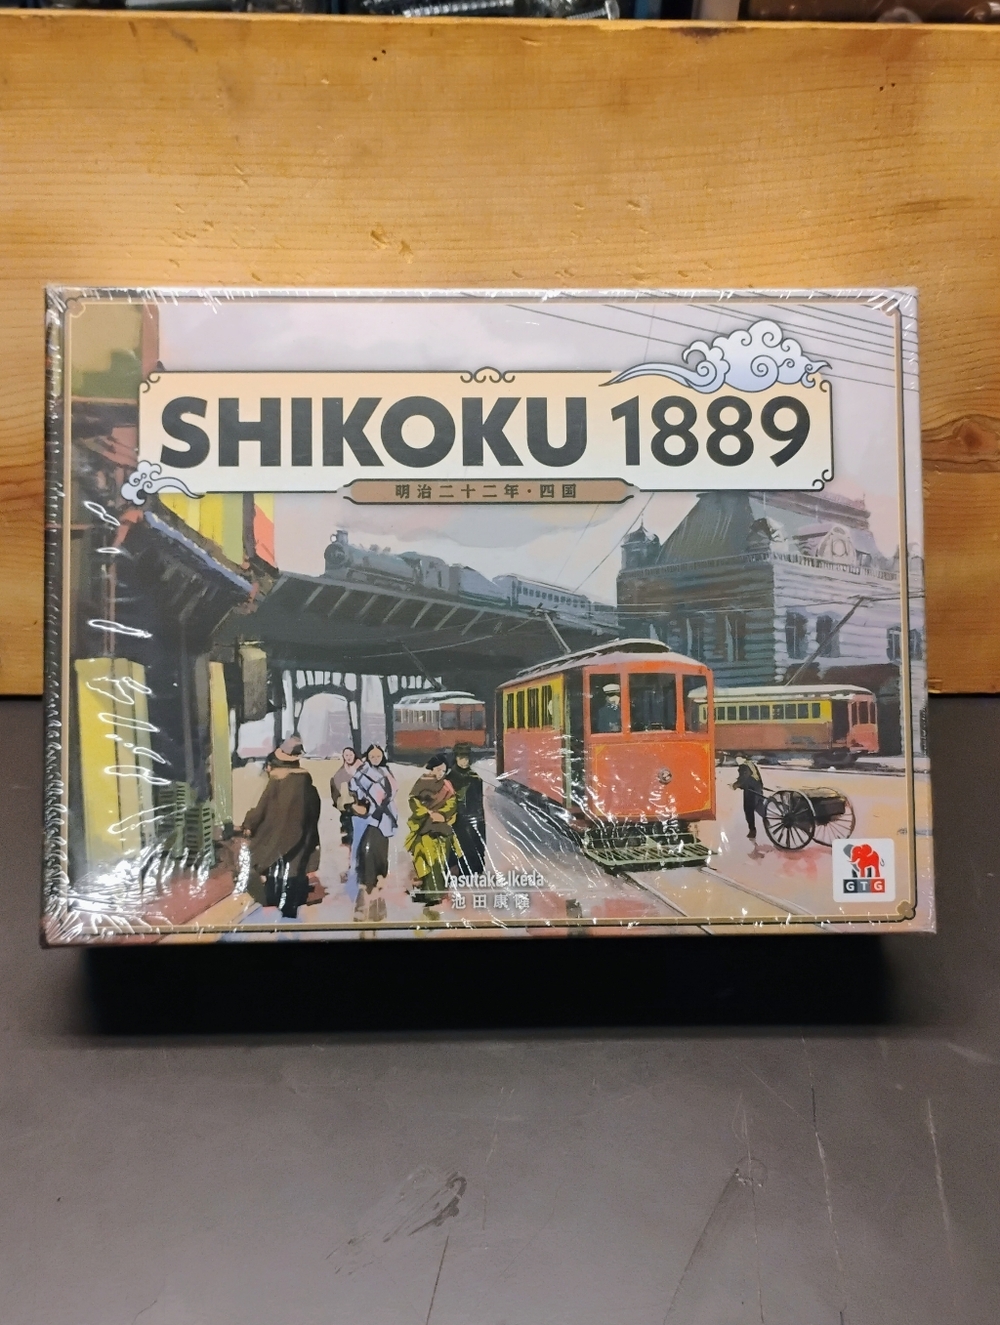 SHIKOKU 1889
明治二十二年・四国
Yasutaka Ikeda
池田康隆
GTG